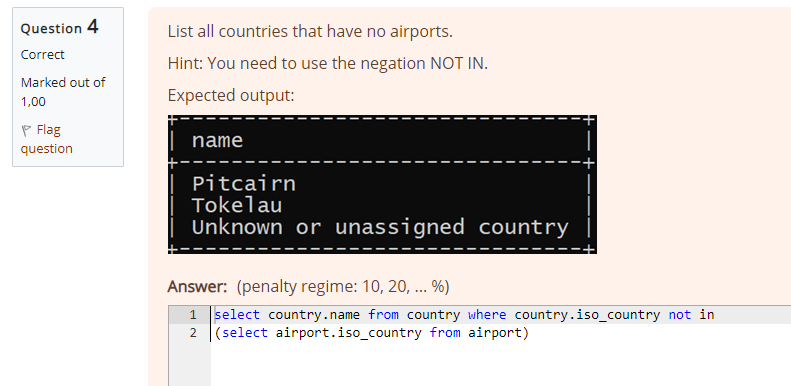 Question 4
Correct
Marked out of
1,00
Flag
question
List all countries that have no airports.
Hint: You need to use the negation NOT IN.
Expected output:
+--------------------------------+
| name |
+--------------------------------+
| Pitcairn |
| Tokelau |
| Unknown or unassigned country |
+--------------------------------+
Answer: (penalty regime: 10, 20, ... %)
1 select country.name from country where country.iso_country not in
2 (select airport.iso_country from airport)